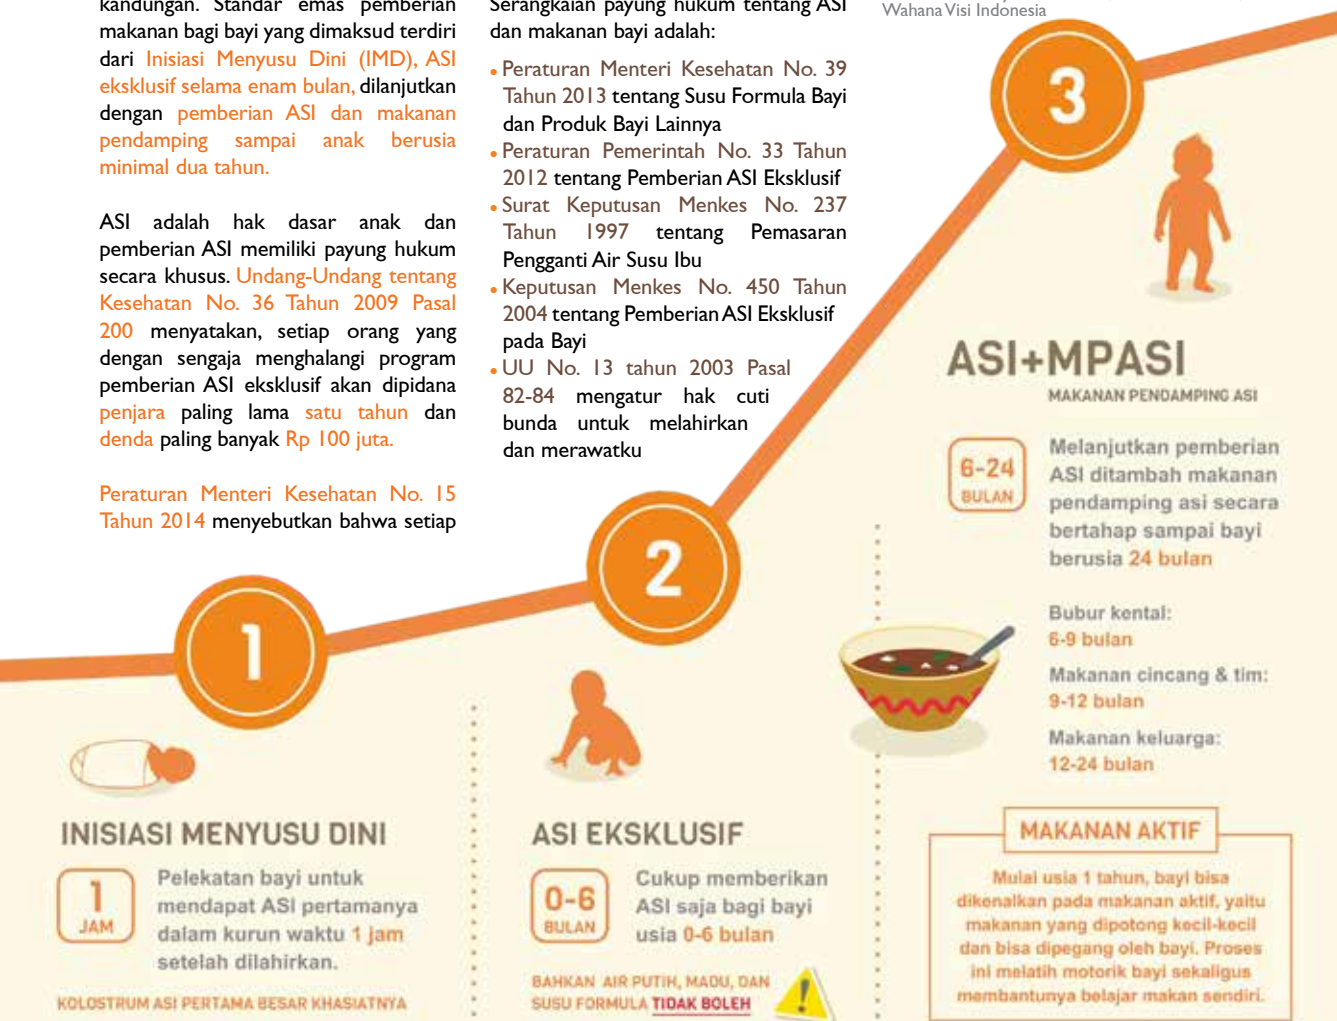 kandungan. Standar emas pemberian
makanan bagi bayi yang dimaksud terdiri
dari Inisiasi Menyusu Dini (IMD), ASI
eksklusif selama enam bulan, dilanjutkan
dengan pemberian ASI dan makanan
pendamping sampai anak berusia
minimal dua tahun.
ASI adalah hak dasar anak dan
pemberian ASI memiliki payung hukum
secara khusus. Undang-Undang tentang
Kesehatan No. 36 Tahun 2009 Pasal
200 menyatakan, setiap orang yang
dengan sengaja menghalangi program
pemberian ASI eksklusif akan dipidana
penjara paling lama satu tahun dan
denda paling banyak Rp 100 juta.
Peraturan Menteri Kesehatan No. 15
Tahun 2014 menyebutkan bahwa setiap
Serangkaian payung hukum tentang ASI
dan makanan bayi adalah:
• Peraturan Menteri Kesehatan No. 39
Tahun 2013 tentang Susu Formula Bayi
dan Produk Bayi Lainnya
• Peraturan Pemerintah No. 33 Tahun
2012 tentang Pemberian ASI Eksklusif
• Surat Keputusan Menkes No. 237
Tahun 1997 tentang Pemasaran
Pengganti Air Susu Ibu
• Keputusan Menkes No. 450 Tahun
2004 tentang Pemberian ASI Eksklusif
pada Bayi
• UU No. 13 tahun 2003 Pasal
82-84 mengatur hak cuti
bunda untuk melahirkan
dan merawatku
Wahana Visi Indonesia
1
INISIASI MENYUSU DINI
1
JAM
Pelekatan bayi untuk
mendapat ASI pertamanya
dalam kurun waktu 1 jam
setelah dilahirkan.
KOLOSTRUM ASI PERTAMA BESAR KHASIATNYA
2
ASI EKSKLUSIF
0-6
BULAN
Cukup memberikan
ASI saja bagi bayi
usia 0-6 bulan
BAHKAN AIR PUTIH, MADU, DAN
SUSU FORMULA TIDAK BOLEH
!
3
ASI+MPASI
MAKANAN PENDAMPING ASI
6-24
BULAN
Melanjutkan pemberian
ASI ditambah makanan
pendamping asi secara
bertahap sampai bayi
berusia 24 bulan
Bubur kental:
6-9 bulan
Makanan cincang & tim:
9-12 bulan
Makanan keluarga:
12-24 bulan
MAKANAN AKTIF
Mulai usia 1 tahun, bayi bisa
dikenalkan pada makanan aktif, yaitu
makanan yang dipotong kecil-kecil
dan bisa dipegang oleh bayi. Proses
ini melatih motorik bayi sekaligus
membantunya belajar makan sendiri.